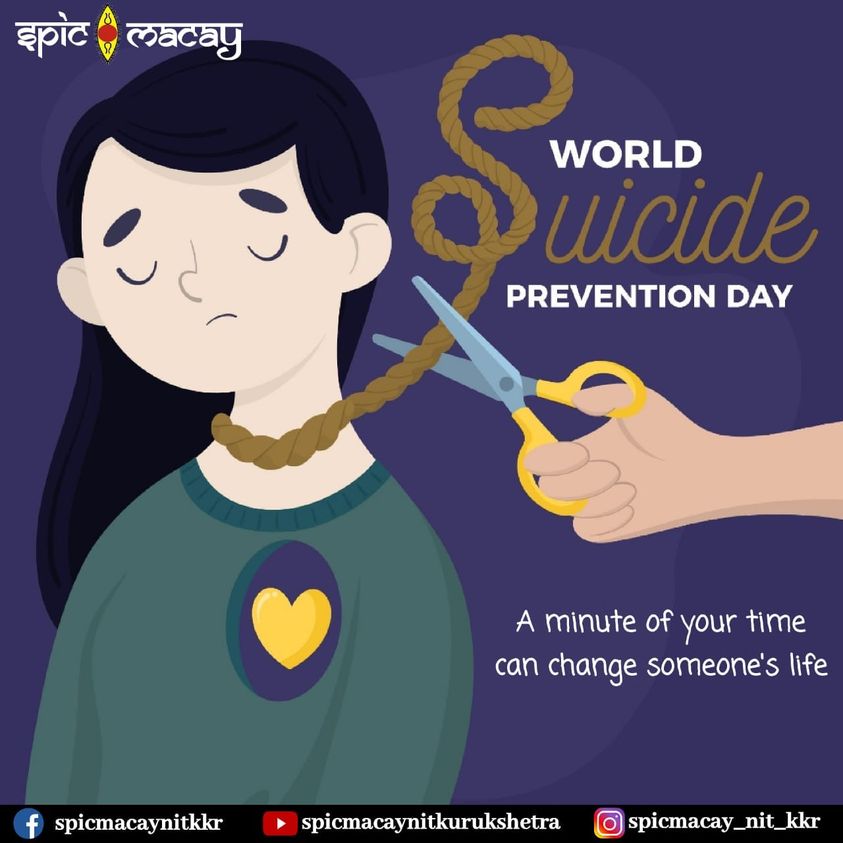 spic macay
WORLD
Suicide
PREVENTION DAY
A minute of your time
can change someone's life
spicmacaynitkkr
spicmacaynitkurukshetra
spicmacay_nit_kkr